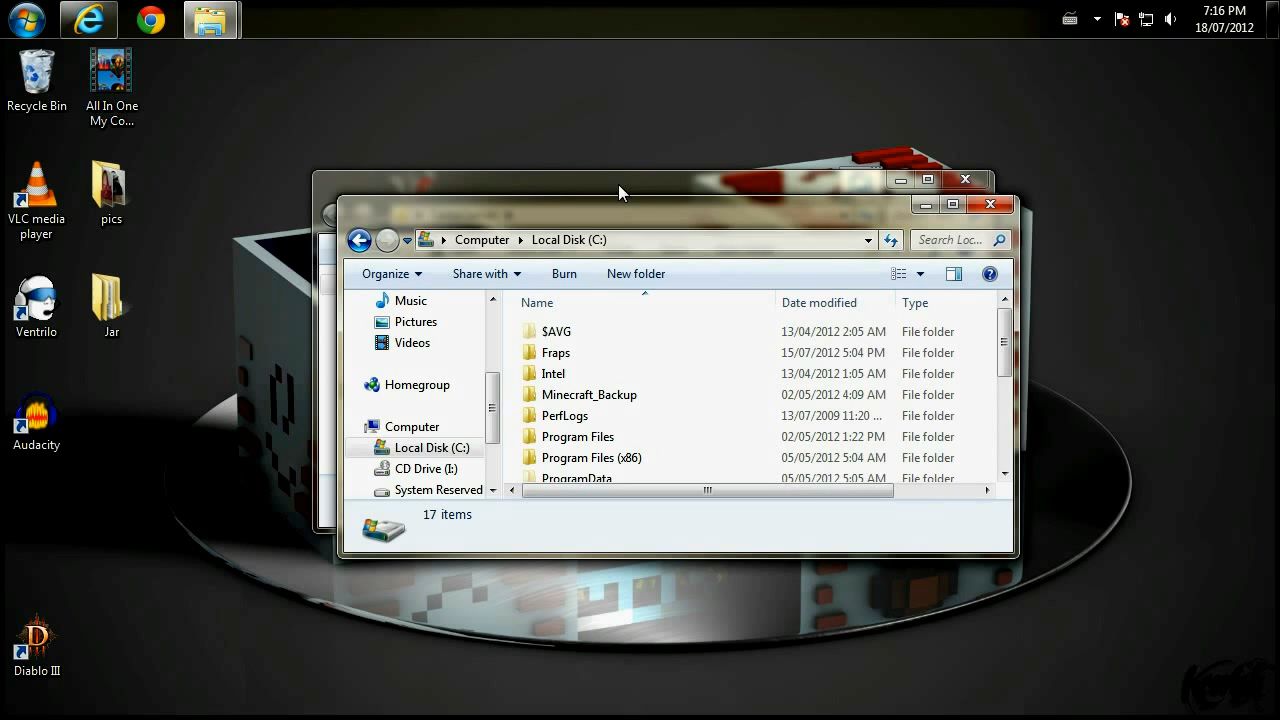 7:16 PM
18/07/2012
Recycle Bin
All In One
My Co...
VLC media
player
pics
Ventrilo
Jar
Audacity
Diablo III
Computer
Local Disk (C:)
Search Loc...
Organize
Share with
Burn
New folder
Music
Pictures
Videos
Homegroup
Computer
Local Disk (C:)
CD Drive (I:)
System Reserved
Name Date modified Type
$AVG 13/04/2012 2:05 AM File folder
Fraps 15/07/2012 5:04 PM File folder
Intel 13/04/2012 1:05 AM File folder
Minecraft_Backup 02/05/2012 4:09 AM File folder
PerfLogs 13/07/2009 11:20 ... File folder
Program Files 02/05/2012 1:22 PM File folder
Program Files (x86) 05/05/2012 5:04 AM File folder
ProgramData 05/05/2012 5:05 AM File folder
17 items